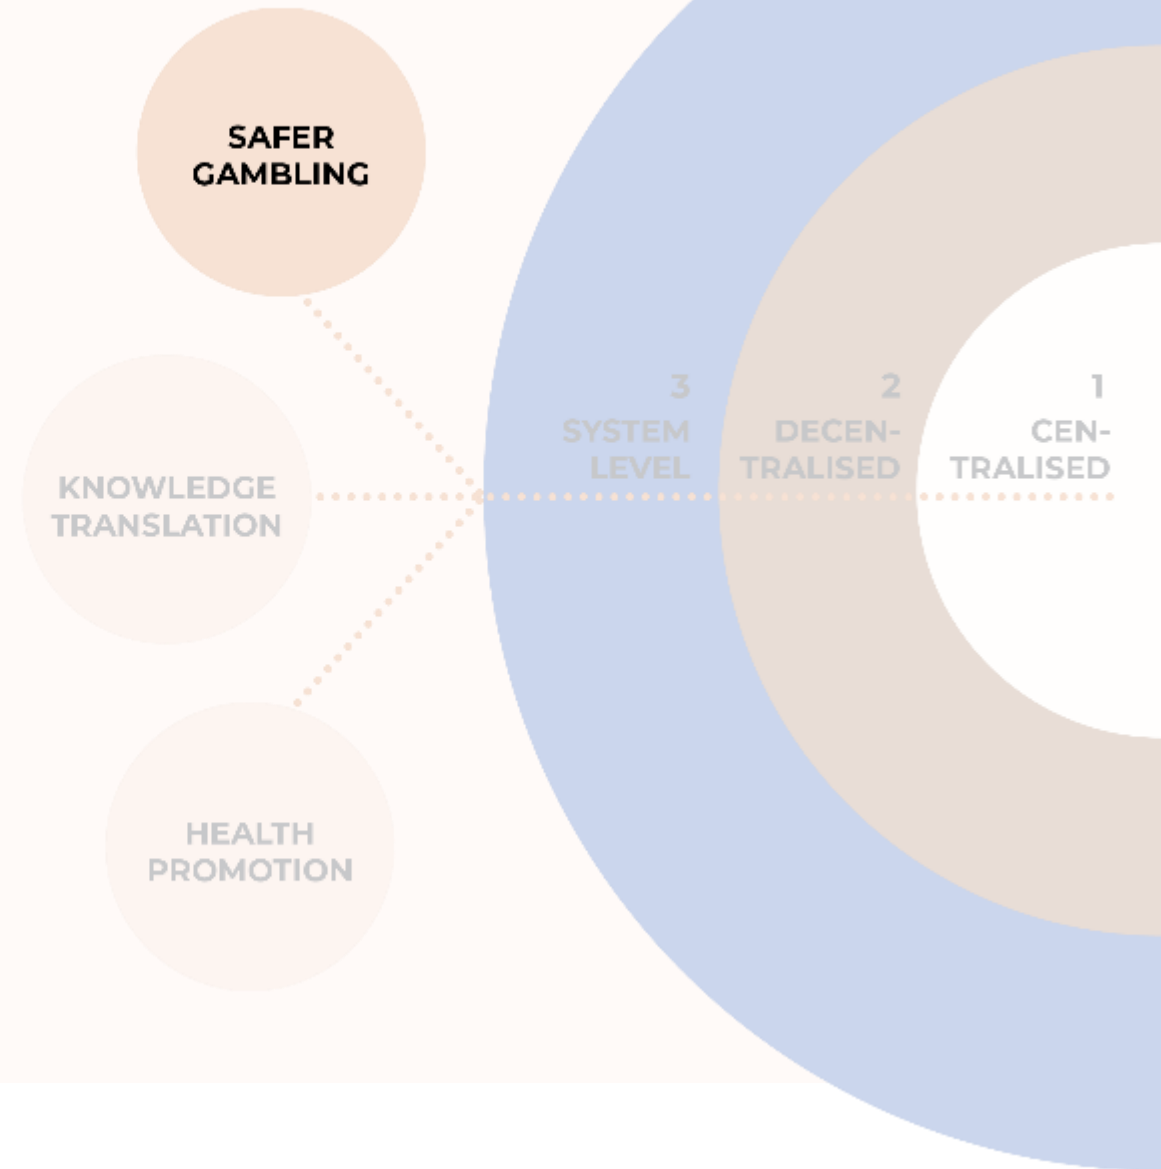 SAFER
GAMBLING
3
SYSTEM
LEVEL
2
DECEN-
TRALISED
1
CEN-
TRALISED
KNOWLEDGE
TRANSLATION
HEALTH
PROMOTION